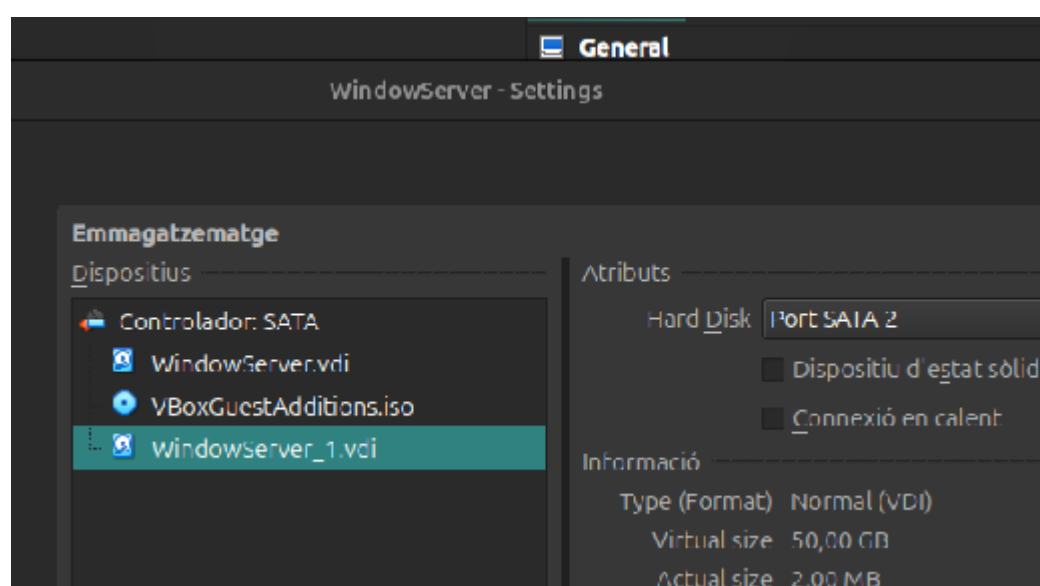 General
WindowServer - Settings
Emmagatzematge
Dispositius
Controlador: SATA
WindowServer.vdi
VBoxGuestAdditions.iso
WindowServer_1.vdi
Atributs
Hard Disk Port SATA 2
Dispositiu d'estat sòlid
Connexió en calent
Informació
Type (Format) Normal (VDI)
Virtual size 50,00 GB
Actual size 2,00 MB